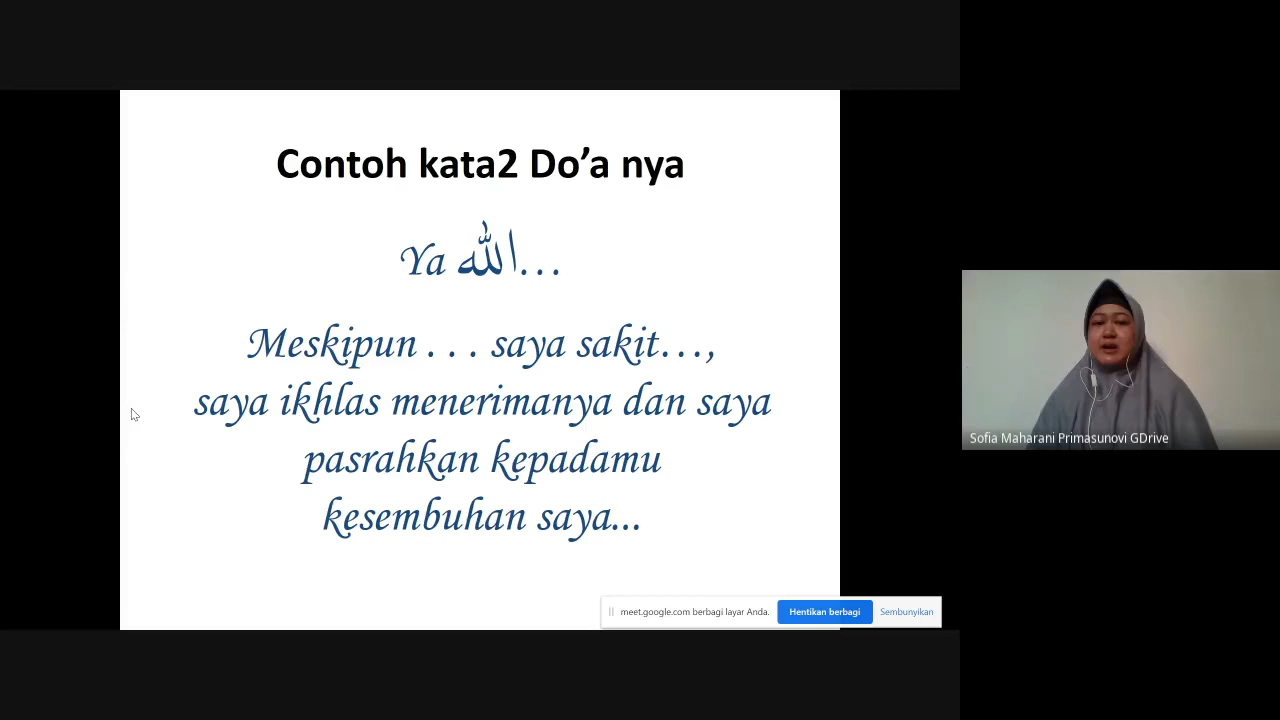 Contoh kata2 Do’a nya
Ya الله...
Meskipun . . . saya sakit...,
saya ikhlas menerimanya dan saya
pasrahkan kepadamu
kesembuhan saya...
Sofia Maharani Primasunovi GDrive
meet.google.com berbagi layar Anda.
Hentikan berbagi
Sembunyikan